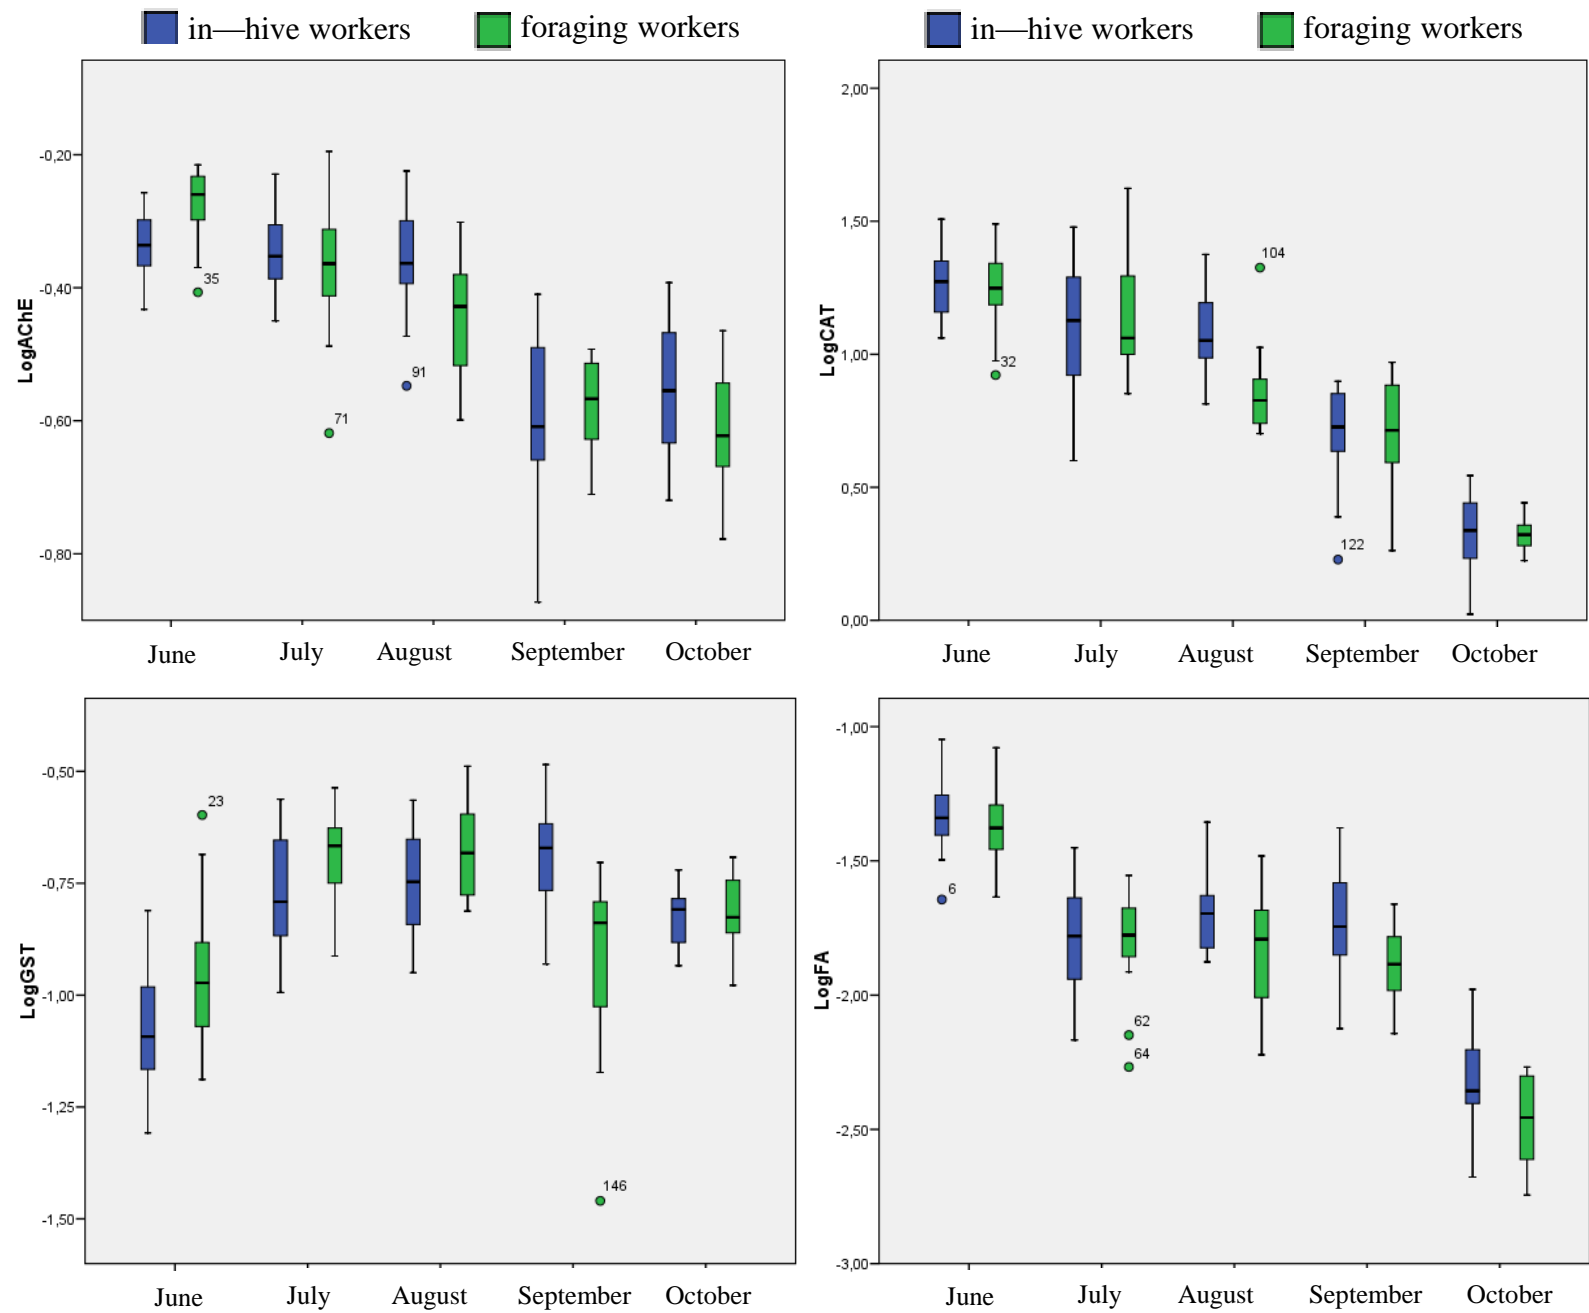 in—hive workers
foraging workers
in—hive workers
foraging workers
LogAChE
-0,20
-0,40
-0,60
-0,80
35
71
91
June
July
August
September
October
LogCAT
2,00
1,50
1,00
0,50
0,00
32
104
122
June
July
August
September
October
LogGST
-0,50
-0,75
-1,00
-1,25
-1,50
23
146
June
July
August
September
October
LogFA
-1,00
-1,50
-2,00
-2,50
-3,00
6
62
64
June
July
August
September
October